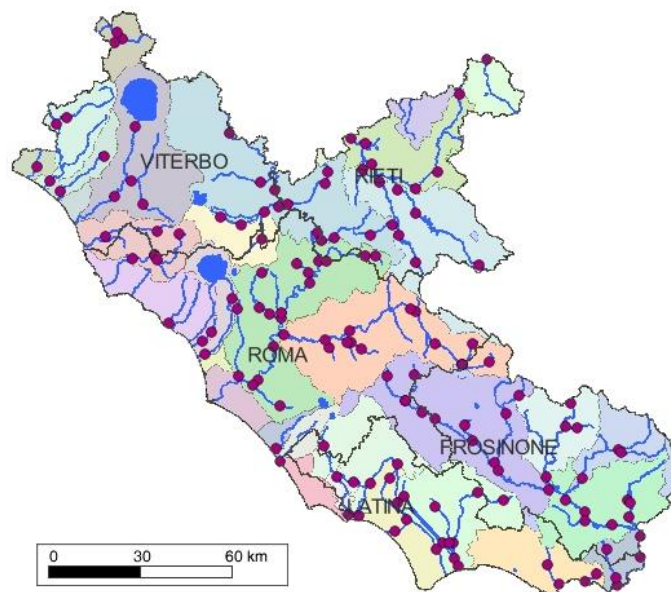 VITERBO
RIETI
ROMA
FROSINONE
LATINA
0 30 60 km